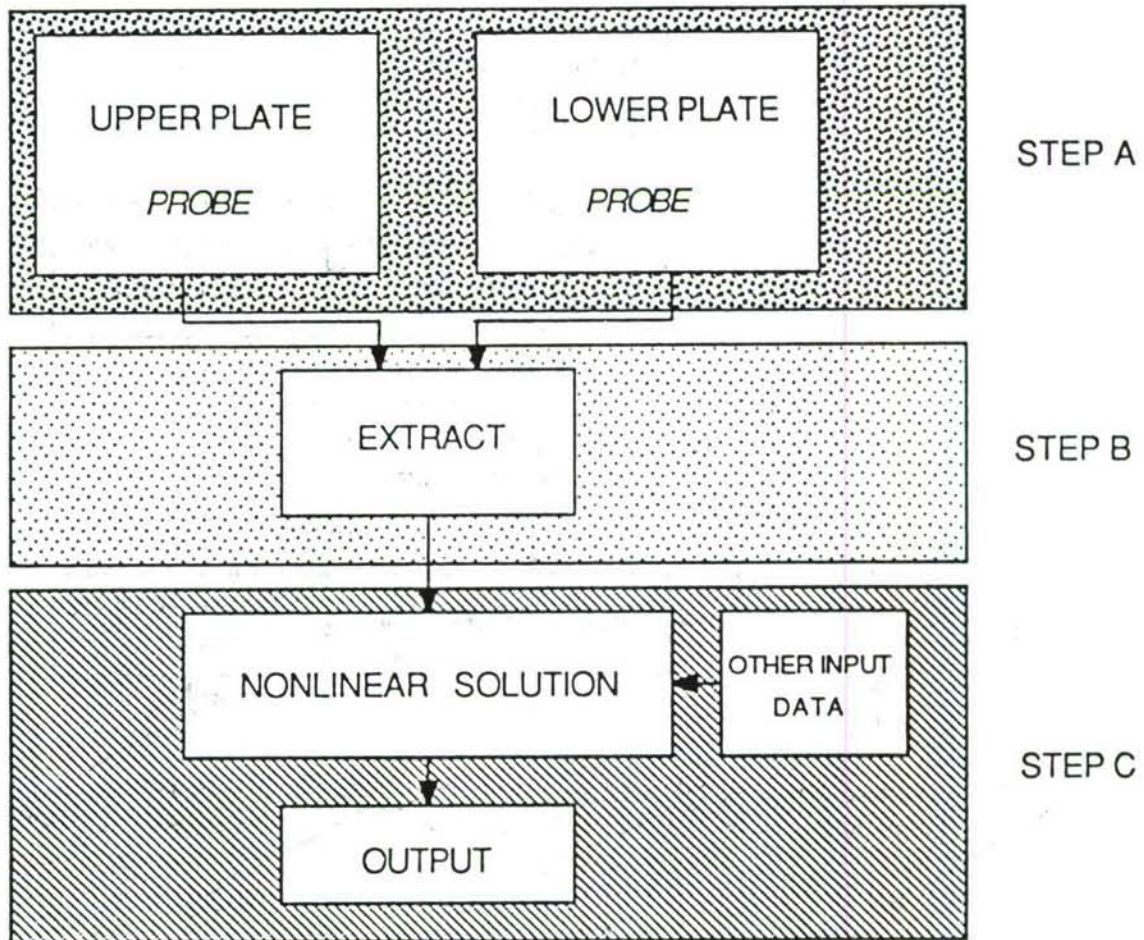 UPPER PLATE
PROBE
LOWER PLATE
PROBE
STEP A
EXTRACT
STEP B
NONLINEAR SOLUTION
OTHER INPUT
DATA
STEP C
OUTPUT